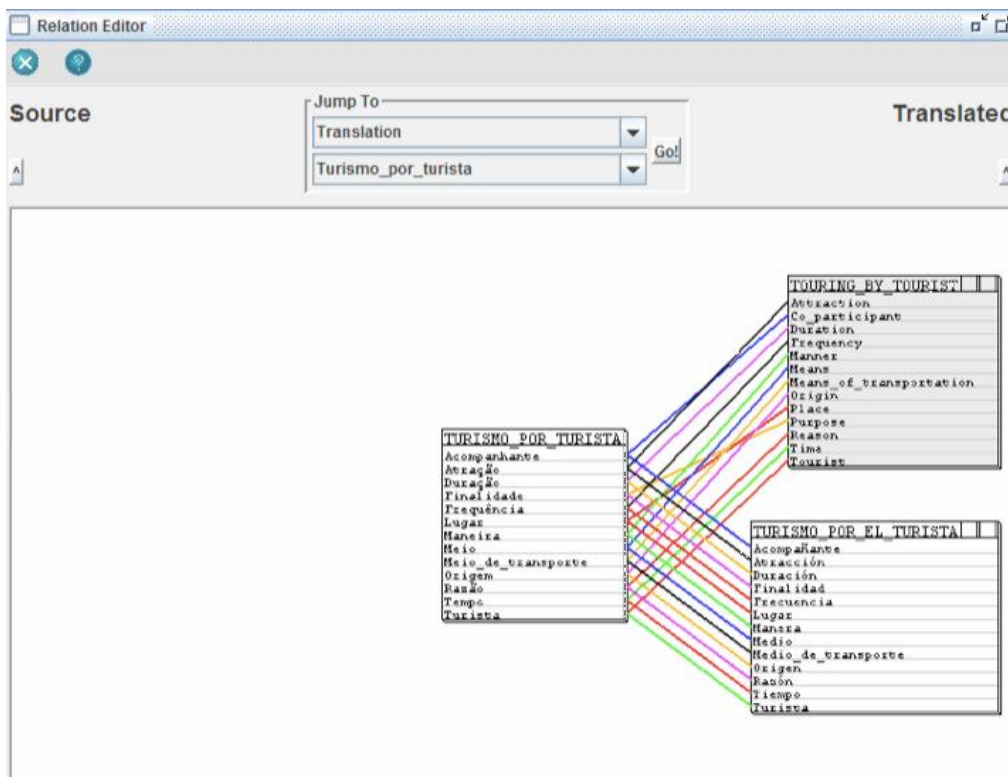 Relation Editor
Source
Jump To
Translated
Translation
Go!
Turismo_por_turista
TOURING_BY_TOURIST
Attraction
Co_participant
Duration
Frequency
Manner
Means
Means_of_transportation
Origin
Place
Purpose
Reason
Time
Tourist
TURISMO_POR_TURISTA
Acompanhante
Atração
Duração
Finalidade
Frequência
Lugar
Maneira
Meio
Meio_de_transporte
Origem
Razão
Tempo
Turista
TURISMO_POR_EL_TURISTA
Acompañante
Atracción
Duración
Finalidad
Frecuencia
Lugar
Manera
Medio
Medio_de_transporte
Origen
Razón
Tiempo
Turista